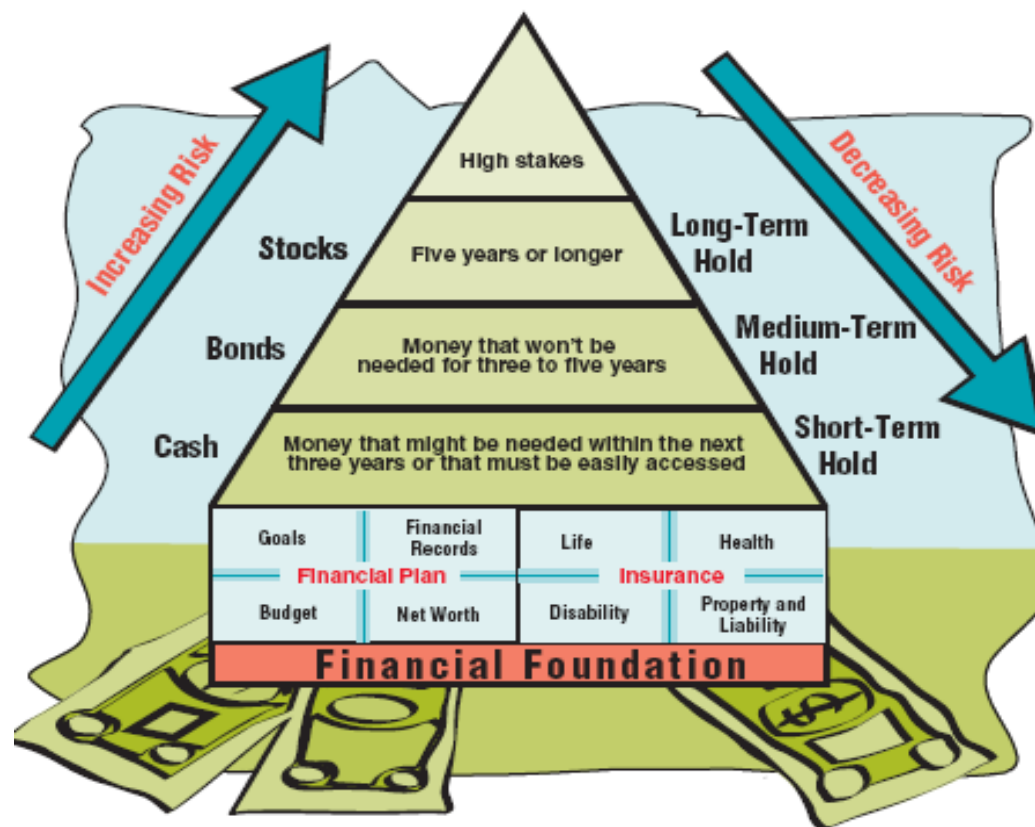 Increasing Risk
Decreasing Risk
High stakes
Stocks
Five years or longer
Long-Term
Hold
Bonds
Money that won't be
needed for three to five years
Medium-Term
Hold
Cash
Money that might be needed within the next
three years or that must be easily accessed
Short-Term
Hold
Goals
Financial
Records
Life
Health
Financial Plan
Insurance
Budget
Net Worth
Disability
Property and
Liability
Financial Foundation
$